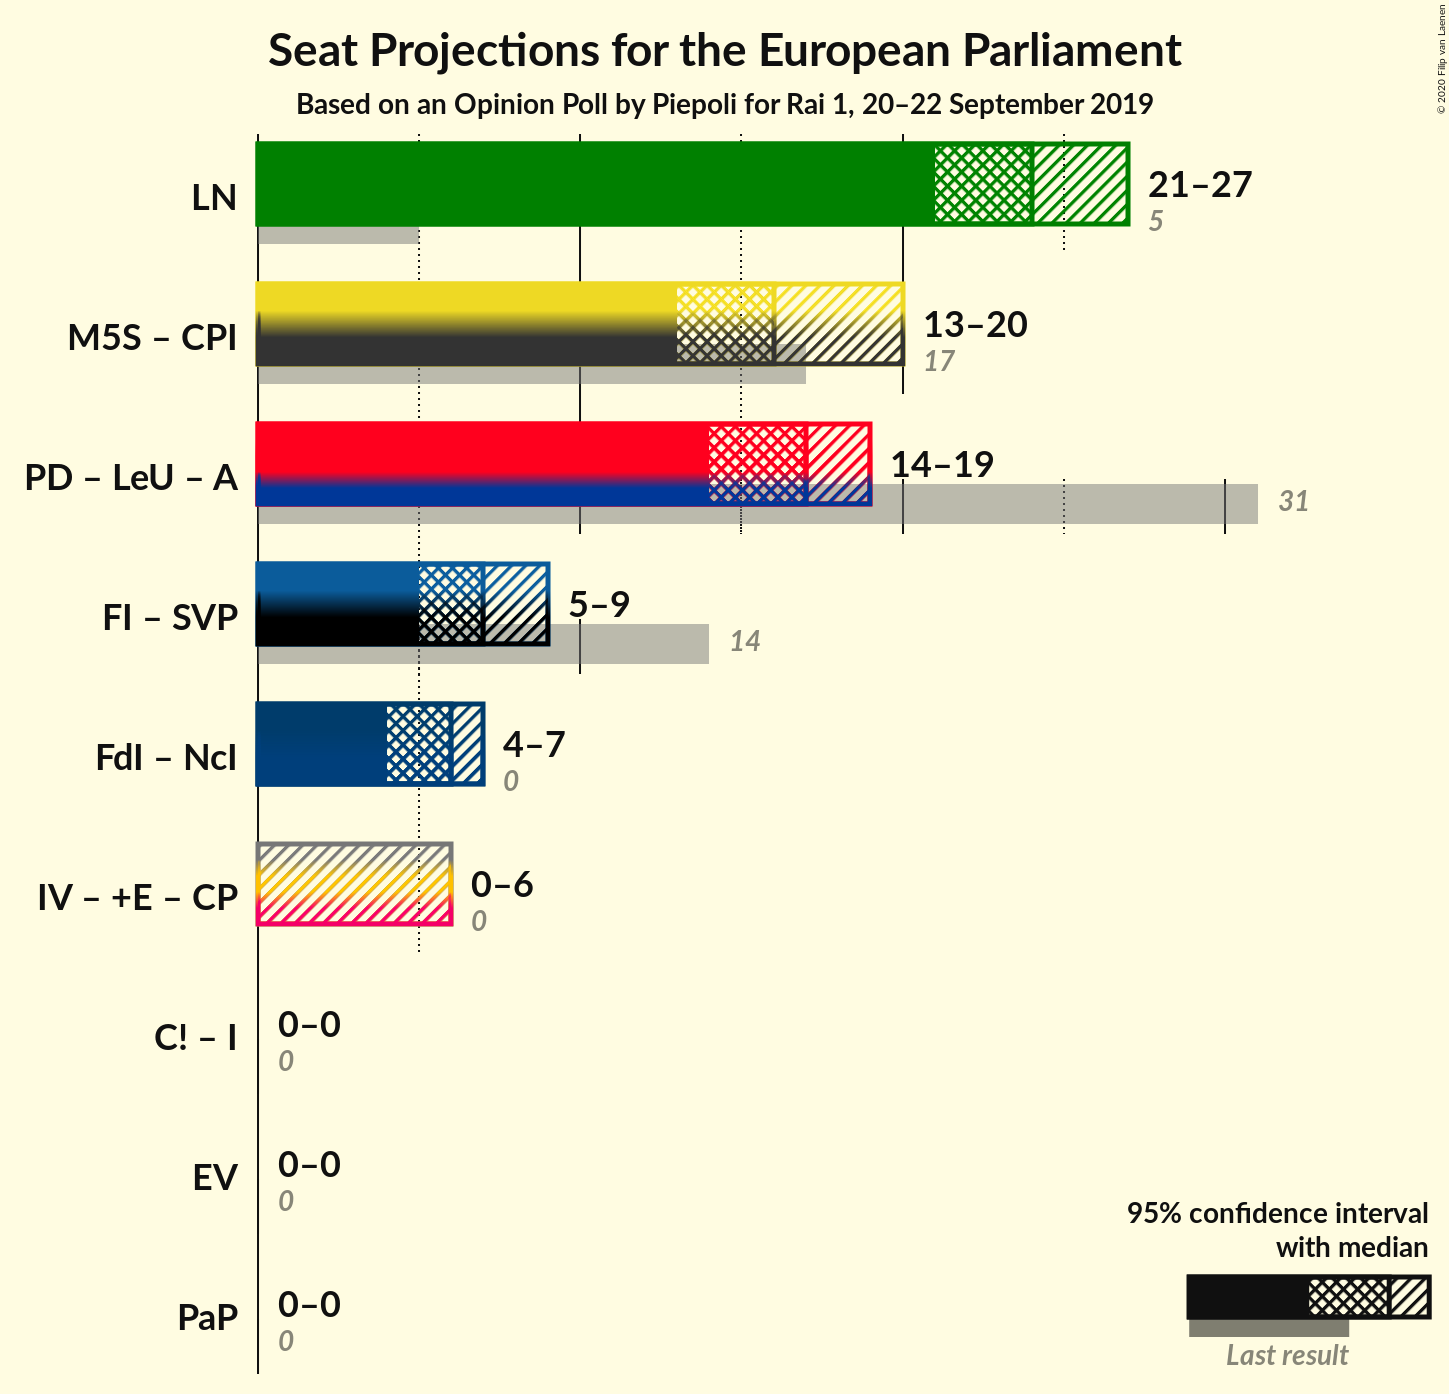 Seat Projections for the European Parliament
Based on an Opinion Poll by Piepoli for Rai 1, 20–22 September 2019
© 2020 Filip van Laenen
LN
21–27
5
M5S – CPI
13–20
17
PD – LeU – A
14–19
31
FI – SVP
5–9
14
FdI – NcI
4–7
0
IV – +E – CP
0–6
0
C! – I
0–0
0
EV
0–0
0
PaP
0–0
0
95% confidence interval
with median
Last result